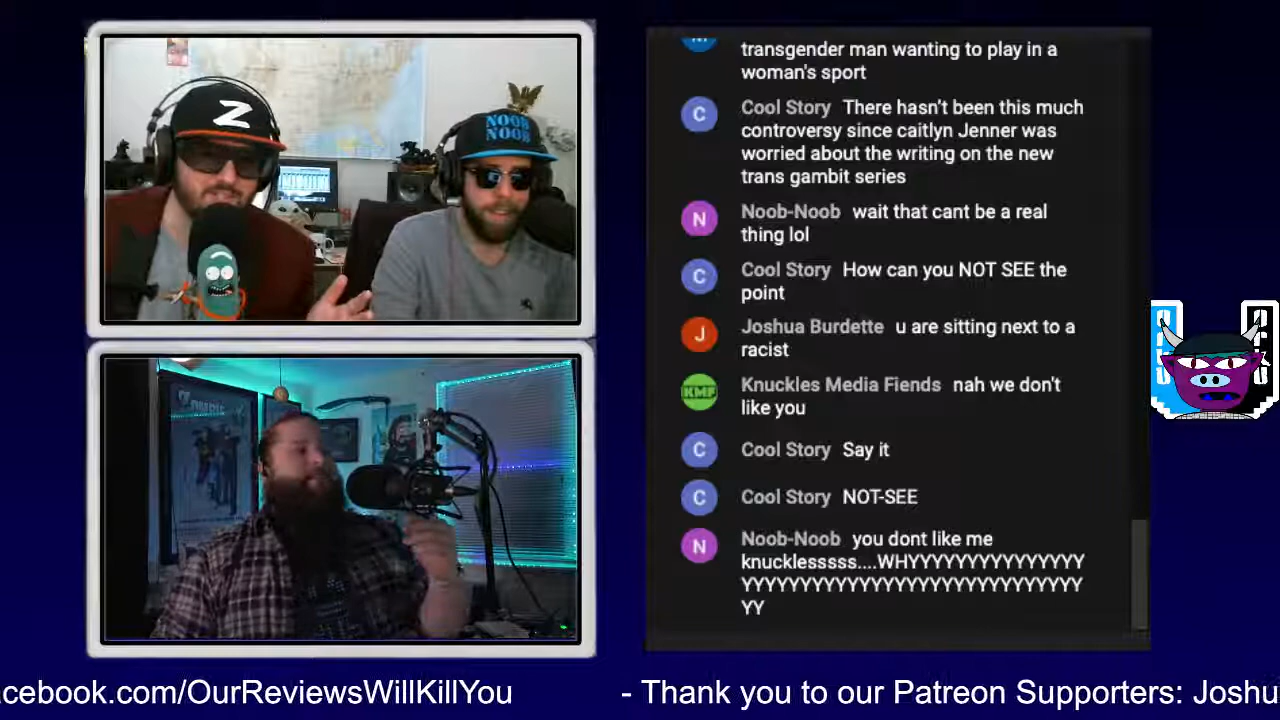 Z
NOOB
NOOB
ZOMBIE
transgender man wanting to play in a
woman's sport
C
Cool Story There hasn't been this much
controversy since caitlyn Jenner was
worried about the writing on the new
trans gambit series
N
Noob-Noob wait that cant be a real
thing lol
C
Cool Story How can you NOT SEE the
point
J
Joshua Burdette u are sitting next to a
racist
KMF
Knuckles Media Fiends nah we don't
like you
C
Cool Story Say it
C
Cool Story NOT-SEE
N
Noob-Noob you dont like me
knucklesssss....WHYYYYYYYYYYYYYYY
YYYYYYYYYYYYYYYYYYYYYYYYYYYYY
YY
acebook.com/OurReviewsWillKillYou - Thank you to our Patreon Supporters: Joshu